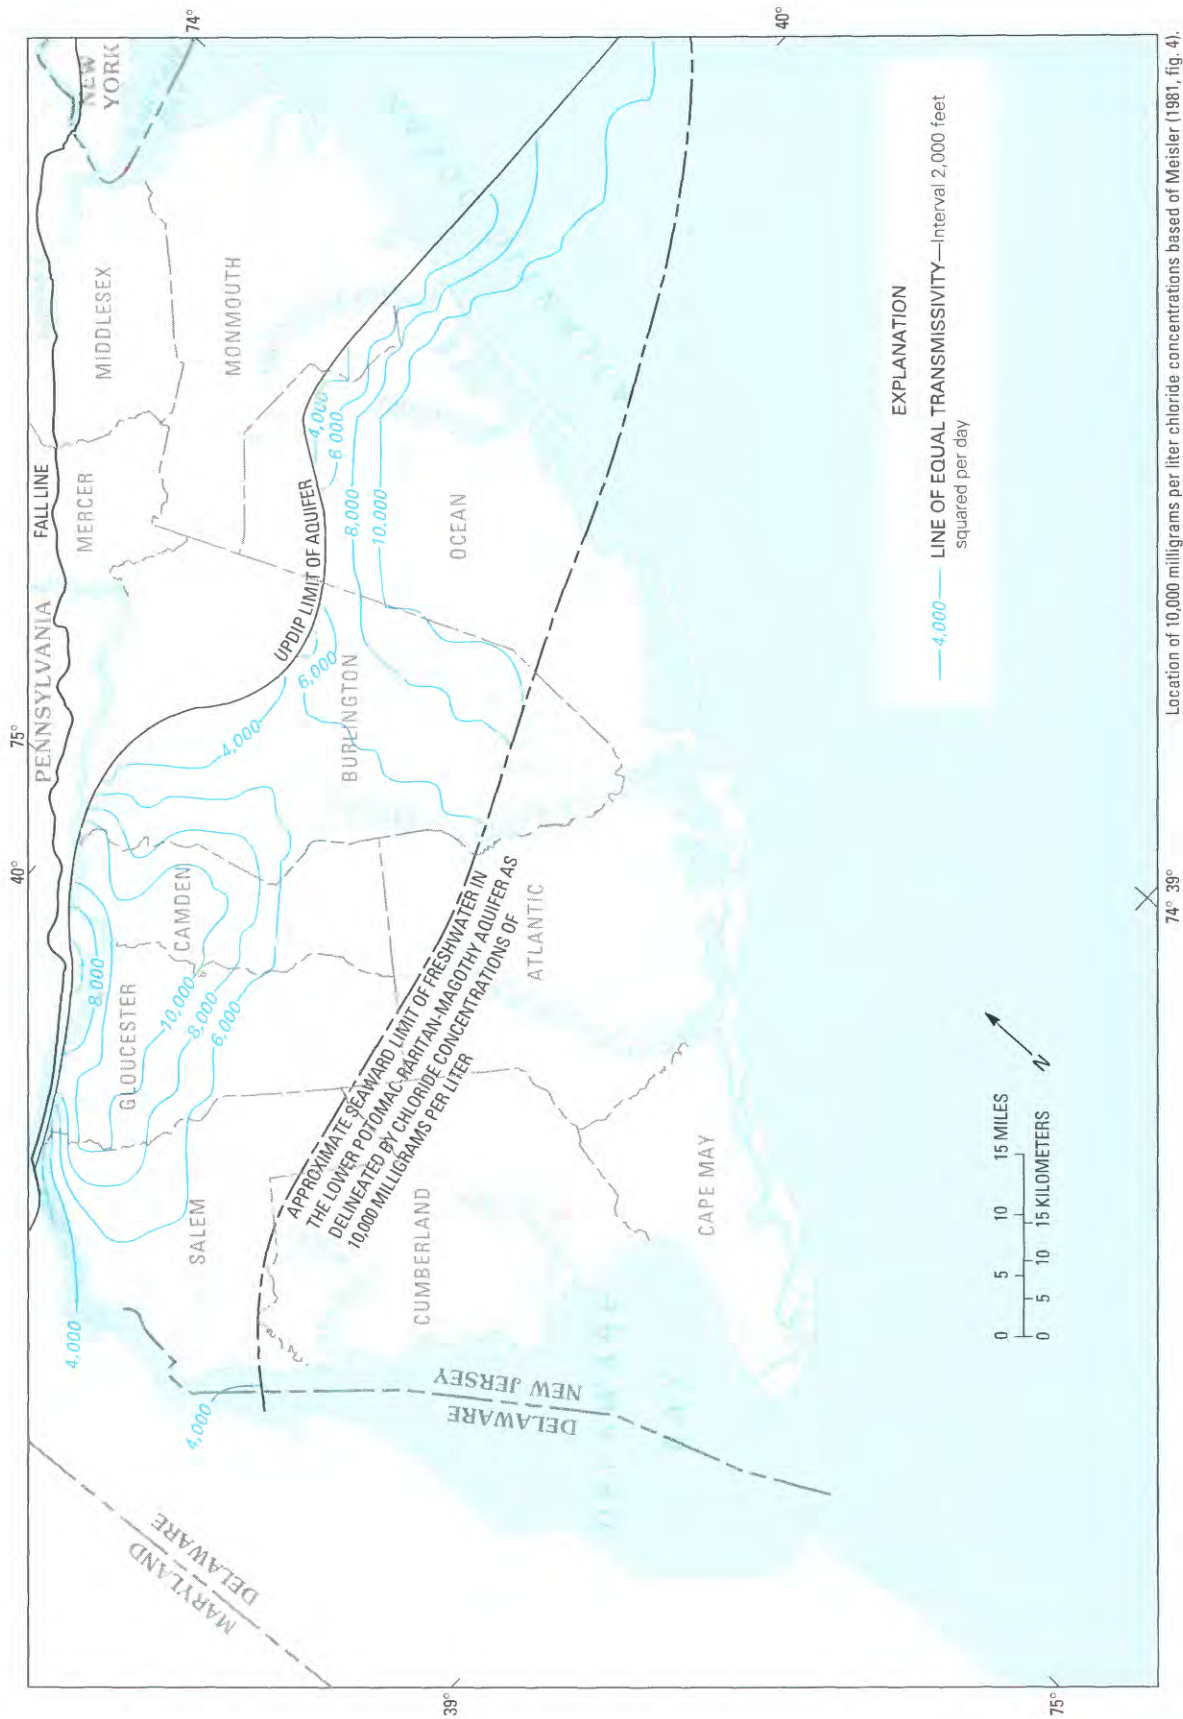 NEW
YORK
74°
PENNSYLVANIA
75°
40°
FALL LINE
MIDDLESEX
MERCER
MONMOUTH
UPDIP LIMIT OF AQUIFER
4,000
6 000
8,000
10.000
OCEAN
6,000
4,000
BURLINGTON
CAMDEN
GLOUCESTER
8.000
10,000
8.000
6,000
SALEM
4,000
4,000
APPROXIMATE SEAWARD LIMIT OF FRESHWATER IN
THE LOWER POTOMAC-RARITAN-MAGOTHY AQUIFER AS
DELINEATED BY CHLORIDE CONCENTRATIONS OF
10,000 MILLIGRAMS PER LITER
ATLANTIC
CUMBERLAND
CAPE MAY
NEW JERSEY
DELAWARE
MARYLAND
DELAWARE
39°
75°
40°
74° 39°
EXPLANATION
4,000 LINE OF EQUAL TRANSMISSIVITY—Interval 2,000 feet
squared per day
N
0 5 10 15 MILES
0 5 10 15 KILOMETERS
Location of 10,000 milligrams per liter chloride concentrations based of Meisler (1981, fig. 4).